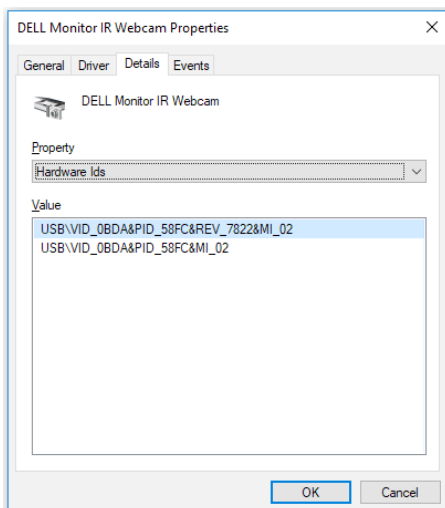 DELL Monitor IR Webcam Properties
General Driver Details Events
DELL Monitor IR Webcam
Property
Hardware Ids
Value
USB\VID_0BDA&PID_58FC&REV_7822&MI_02
USB\VID_0BDA&PID_58FC&MI_02
OK Cancel